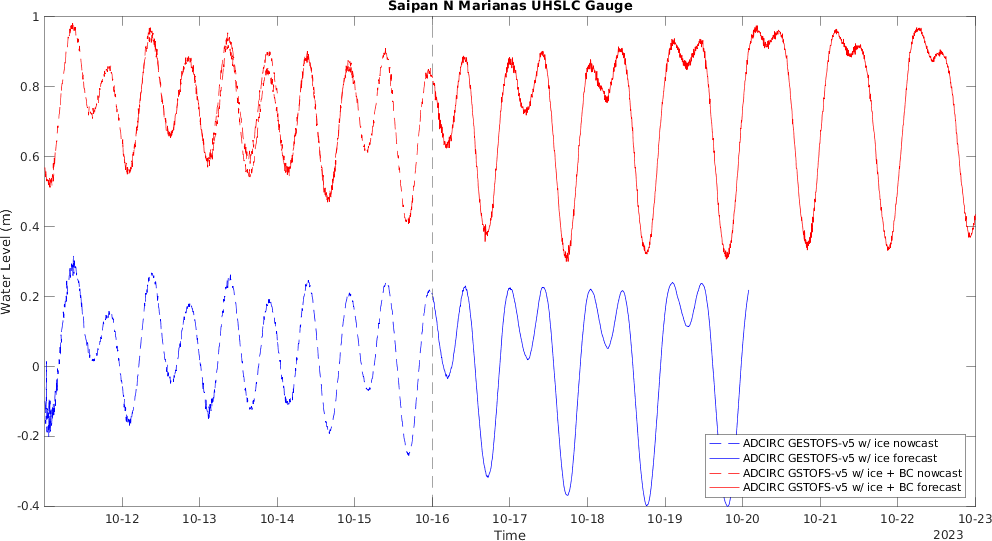 Saipan N Marianas UHSLC Gauge
1
0.8
0.6
0.4
0.2
0
-0.2
-0.4
Water Level (m)
ADCIRC GESTOFS-v5 w/ ice nowcast
ADCIRC GESTOFS-v5 w/ ice forecast
ADCIRC GSTOFS-v5 w/ ice + BC nowcast
ADCIRC GSTOFS-v5 w/ ice + BC forecast
10-12 10-13 10-14 10-15 10-16 10-17 10-18 10-19 10-20 10-21 10-22 10-23
Time 2023